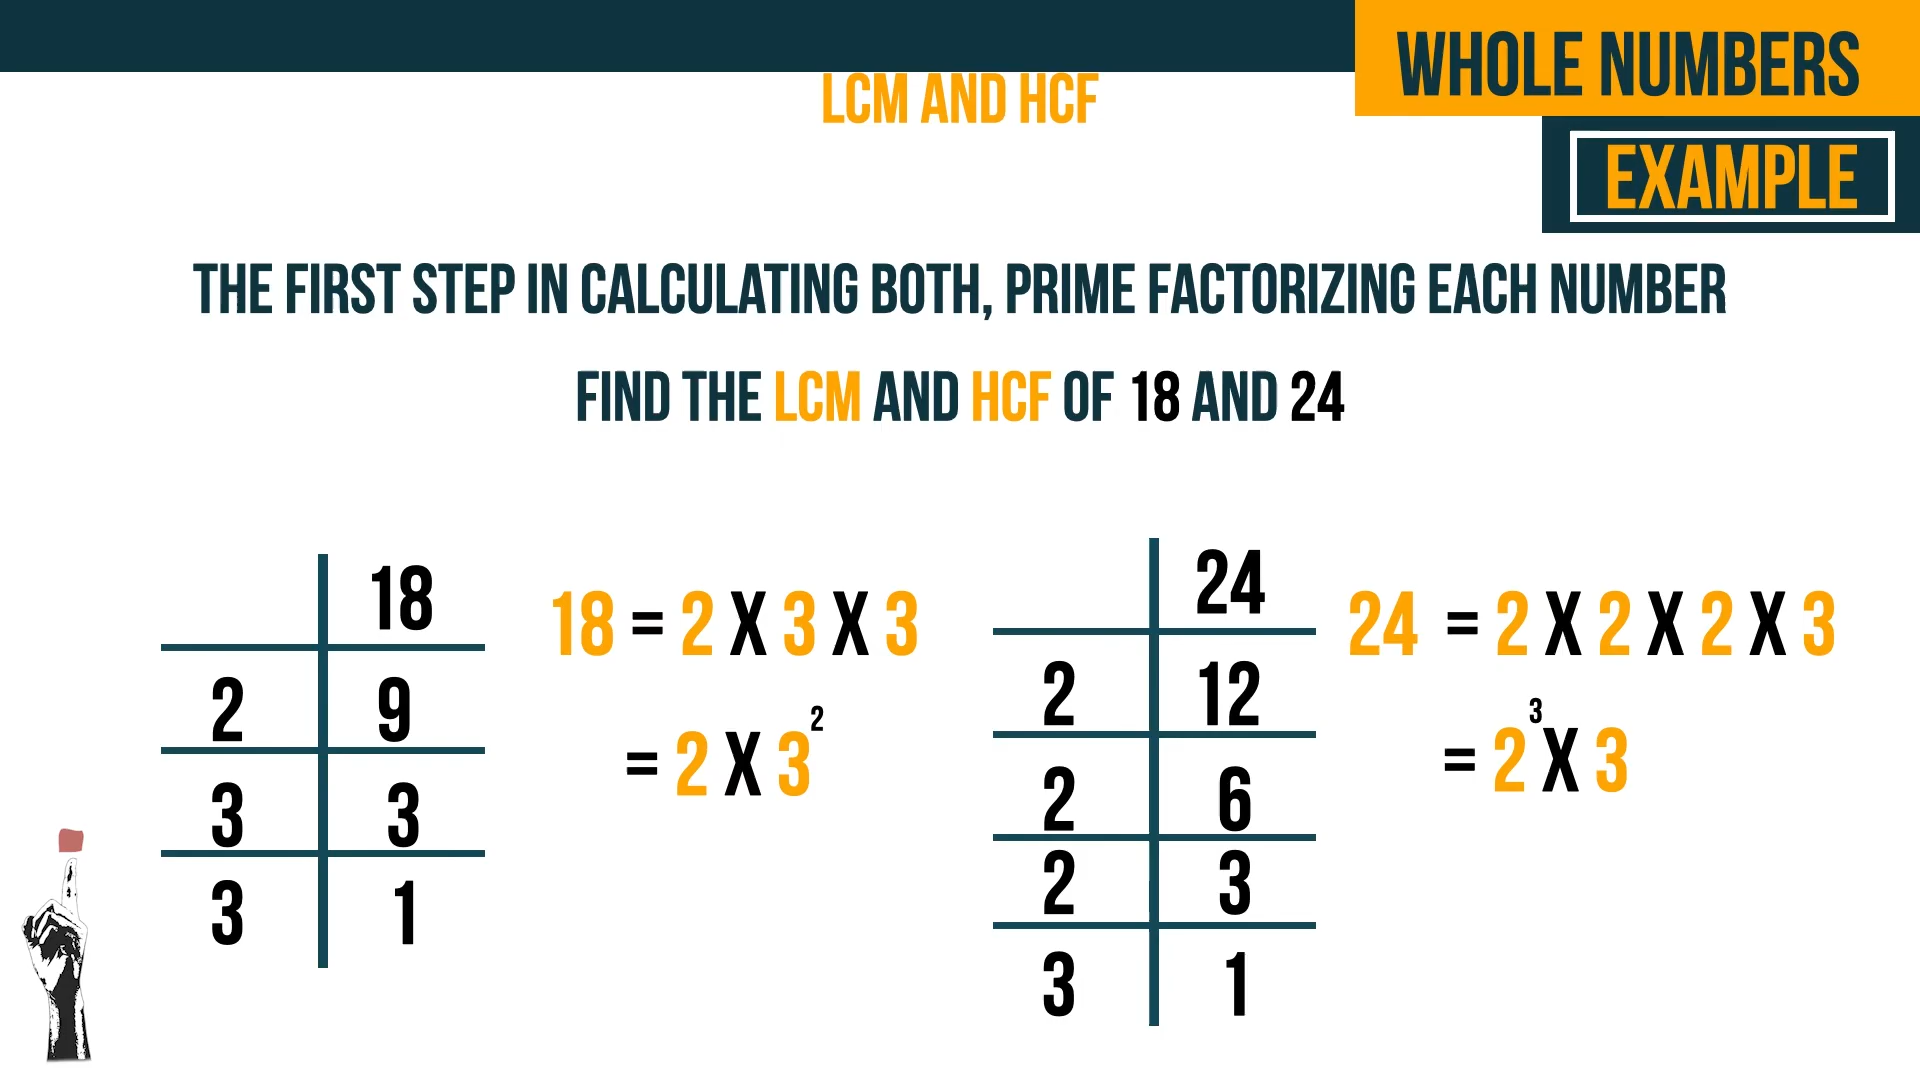 WHOLE NUMBERS
LCM AND HCF
EXAMPLE
THE FIRST STEP IN CALCULATING BOTH, PRIME FACTORIZING EACH NUMBER
FIND THE LCM AND HCF OF 18 AND 24
18
2 9
3 3
3 1
18 = 2 X 3 X 3
= 2 X 3²
24
2 12
2 6
2 3
3 1
24 = 2 X 2 X 2 X 3
= 2³ X 3